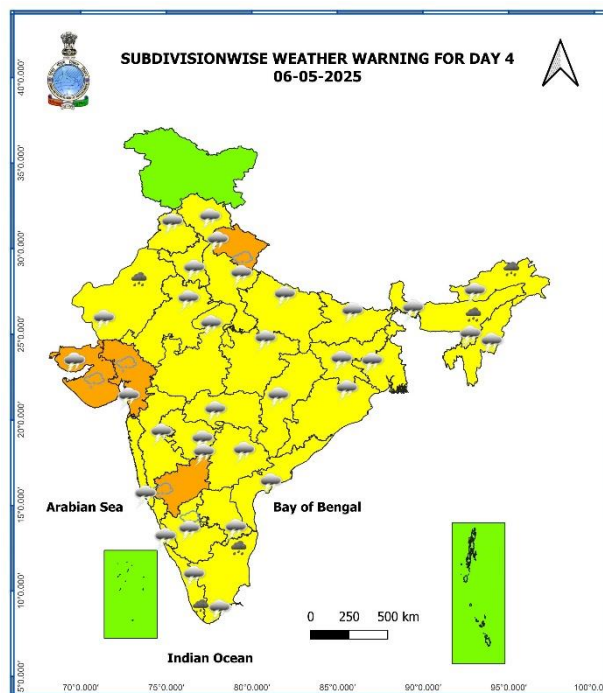 SUBDIVISIONWISE WEATHER WARNING FOR DAY 4
06-05-2025
40°0.000'
35°0.000'
30°0.000'
25°0.000'
20°0.000'
15°0.000'
10°0.000'
5°0.000'
Arabian Sea
Bay of Bengal
0 250 500 km
Indian Ocean
70°0.000' 75°0.000' 80°0.000' 85°0.000' 90°0.000' 95°0.000' 100°0.0